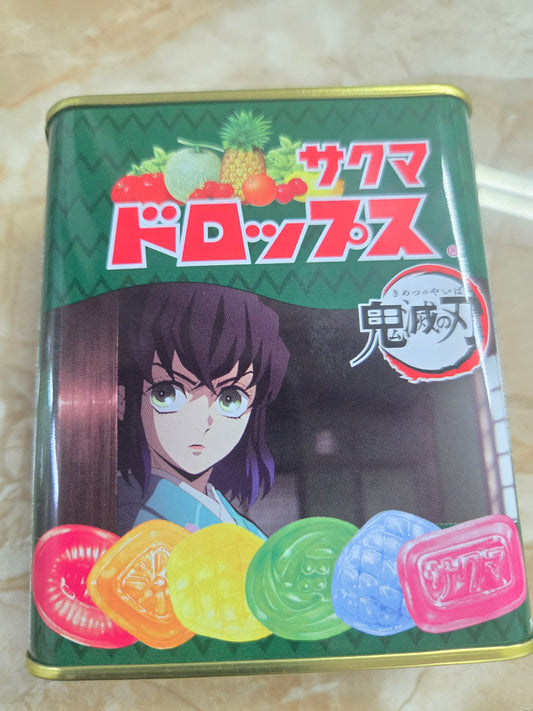 サクマ
ドロップス®
きめつのやいば
鬼滅の刃
サクマ